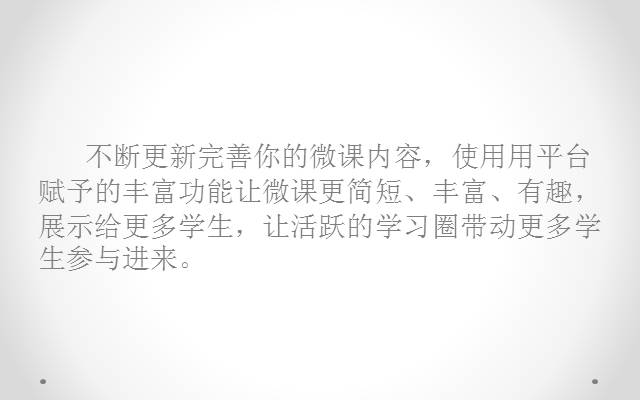 不断更新完善你的微课内容，使用用平台
赋予的丰富功能让微课更简短、丰富、有趣，
展示给更多学生，让活跃的学习圈带动更多学
生参与进来。